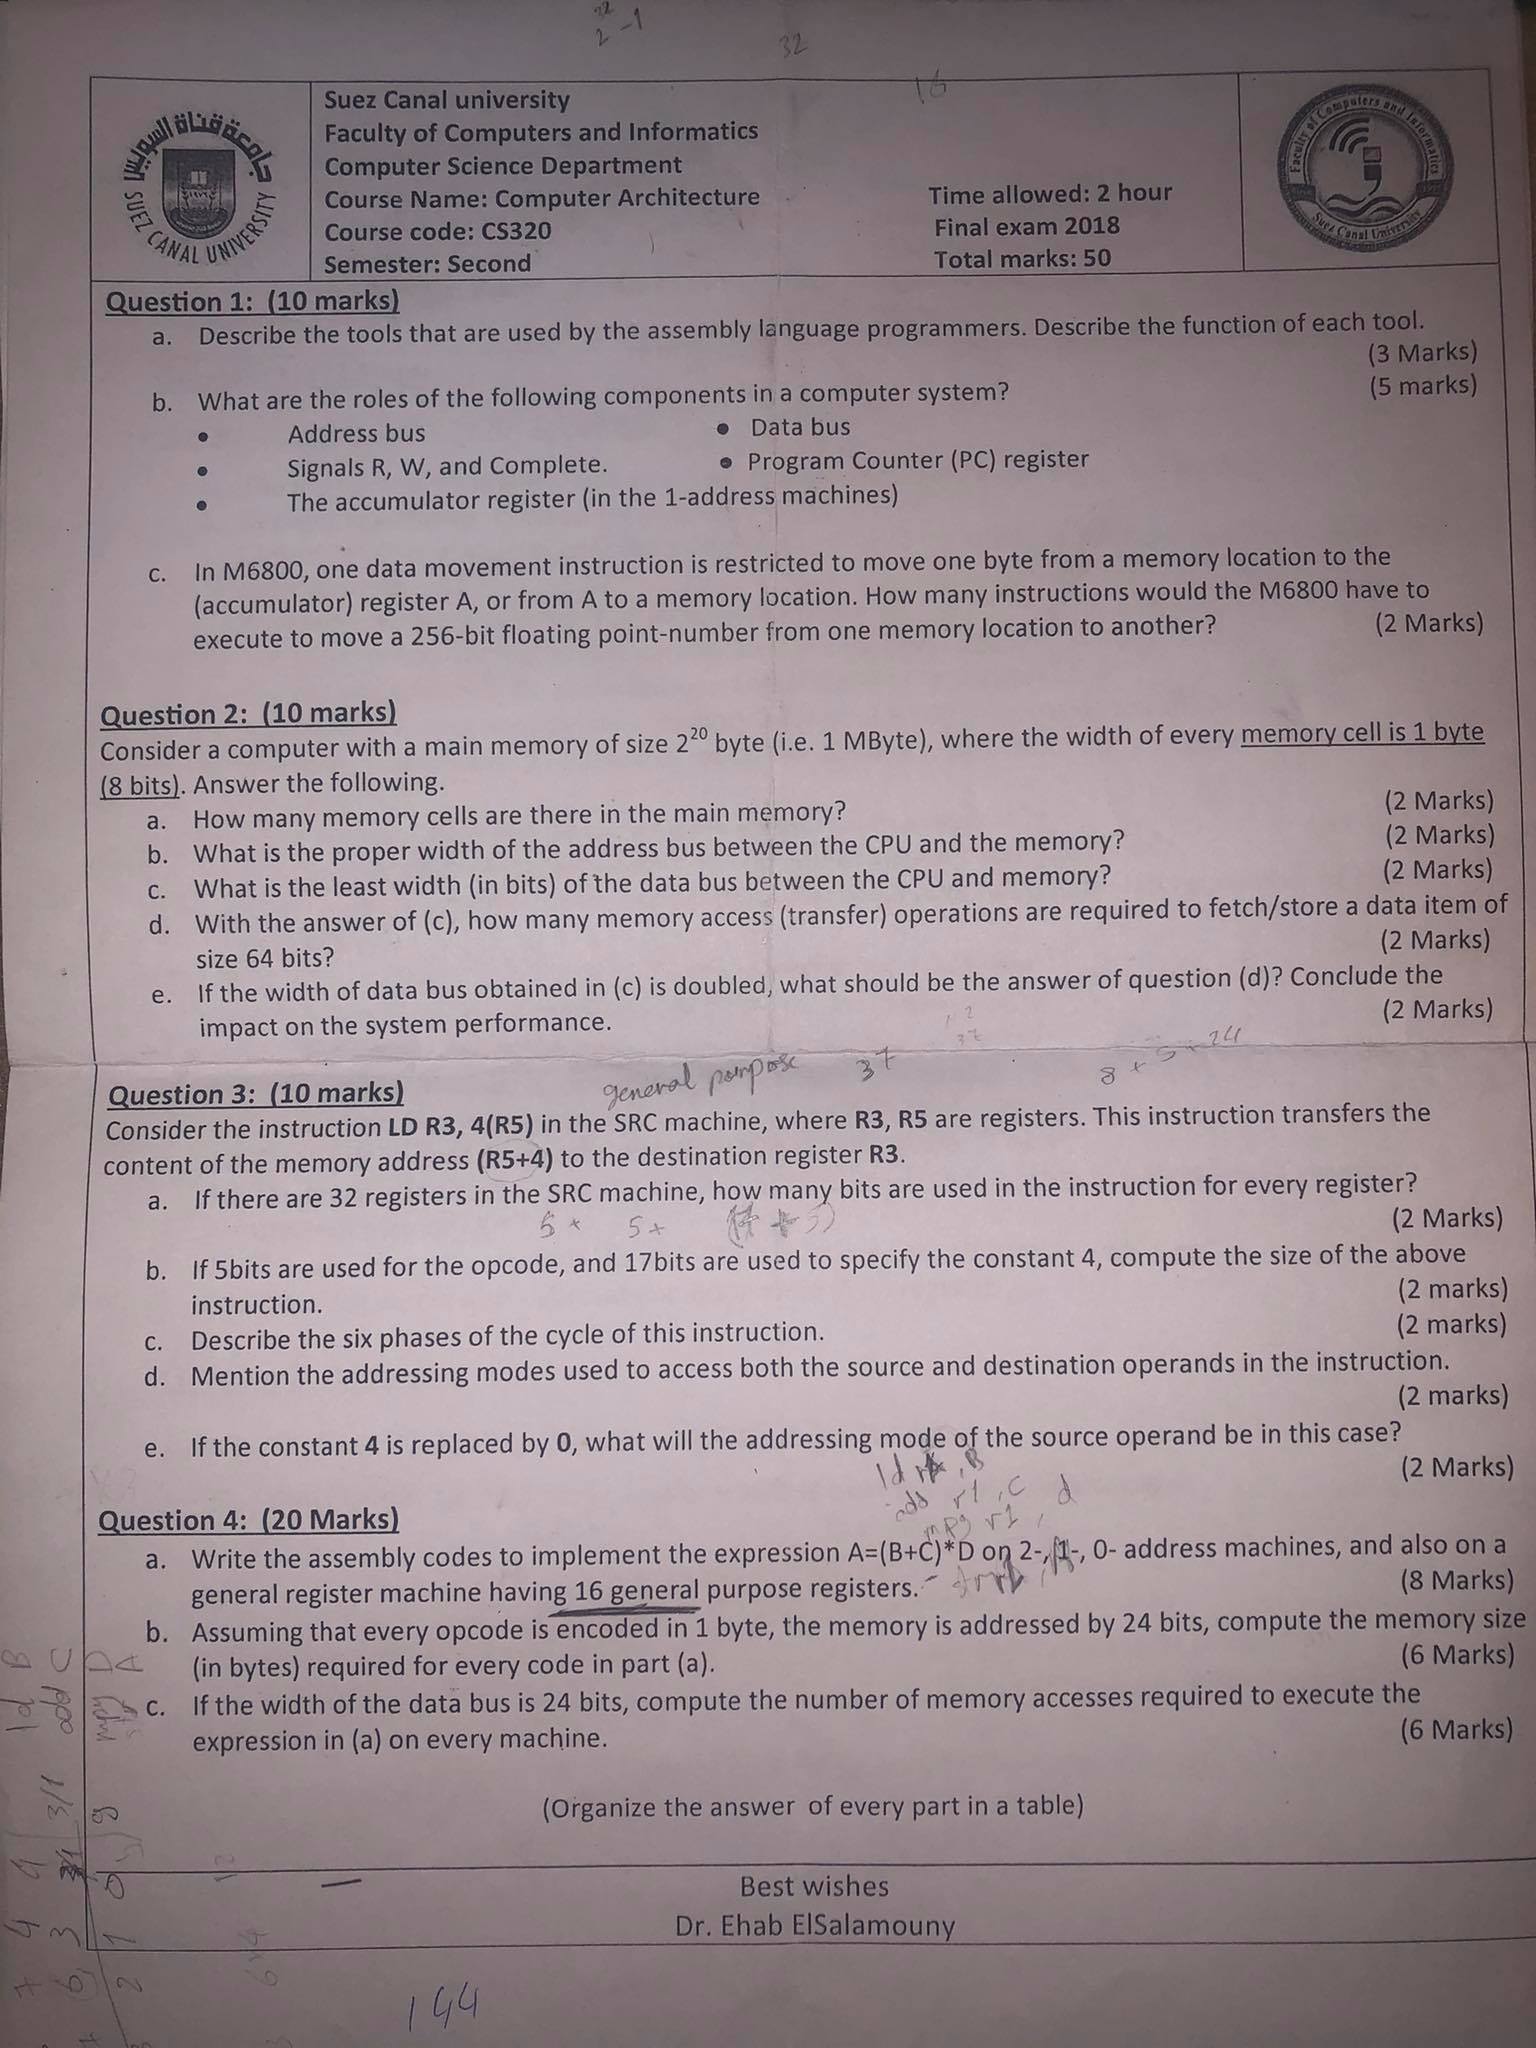 2 32 -1
32
16
جامعة قناة السويس
SUEZ CANAL UNIVERSITY
Suez Canal university
Faculty of Computers and Informatics
Computer Science Department
Course Name: Computer Architecture
Time allowed: 2 hour
Course code: CS320
Final exam 2018
Semester: Second
Total marks: 50
Faculty of Computers and Informatics
Suez Canal University
Question 1: (10 marks)
a. Describe the tools that are used by the assembly language programmers. Describe the function of each tool.
(3 Marks)
b. What are the roles of the following components in a computer system? (5 marks)
• Address bus • Data bus
• Signals R, W, and Complete. • Program Counter (PC) register
• The accumulator register (in the 1-address machines)
c. In M6800, one data movement instruction is restricted to move one byte from a memory location to the
(accumulator) register A, or from A to a memory location. How many instructions would the M6800 have to
execute to move a 256-bit floating point-number from one memory location to another? (2 Marks)
Question 2: (10 marks)
Consider a computer with a main memory of size 2^20 byte (i.e. 1 MByte), where the width of every memory cell is 1 byte
(8 bits). Answer the following.
a. How many memory cells are there in the main memory? (2 Marks)
b. What is the proper width of the address bus between the CPU and the memory? (2 Marks)
c. What is the least width (in bits) of the data bus between the CPU and memory? (2 Marks)
d. With the answer of (c), how many memory access (transfer) operations are required to fetch/store a data item of
size 64 bits? (2 Marks)
e. If the width of data bus obtained in (c) is doubled, what should be the answer of question (d)? Conclude the
impact on the system performance. (2 Marks)
general purpose 37 8 + 5 + 24
Question 3: (10 marks)
Consider the instruction LD R3, 4(R5) in the SRC machine, where R3, R5 are registers. This instruction transfers the
content of the memory address (R5+4) to the destination register R3.
a. If there are 32 registers in the SRC machine, how many bits are used in the instruction for every register?
(2 Marks)
5 + 5 +
b. If 5bits are used for the opcode, and 17bits are used to specify the constant 4, compute the size of the above
instruction. (2 marks)
c. Describe the six phases of the cycle of this instruction. (2 marks)
d. Mention the addressing modes used to access both the source and destination operands in the instruction.
(2 marks)
e. If the constant 4 is replaced by 0, what will the addressing mode of the source operand be in this case?
(2 Marks)
add r1, C
mpy r1, d
Question 4: (20 Marks)
a. Write the assembly codes to implement the expression A=(B+C)*D on 2-, 1-, 0- address machines, and also on a
general register machine having 16 general purpose registers. (8 Marks)
b. Assuming that every opcode is encoded in 1 byte, the memory is addressed by 24 bits, compute the memory size
(in bytes) required for every code in part (a). (6 Marks)
c. If the width of the data bus is 24 bits, compute the number of memory accesses required to execute the
expression in (a) on every machine. (6 Marks)
ld B
add C
mpy D
A
(Organize the answer of every part in a table)
Best wishes
Dr. Ehab ElSalamouny
144